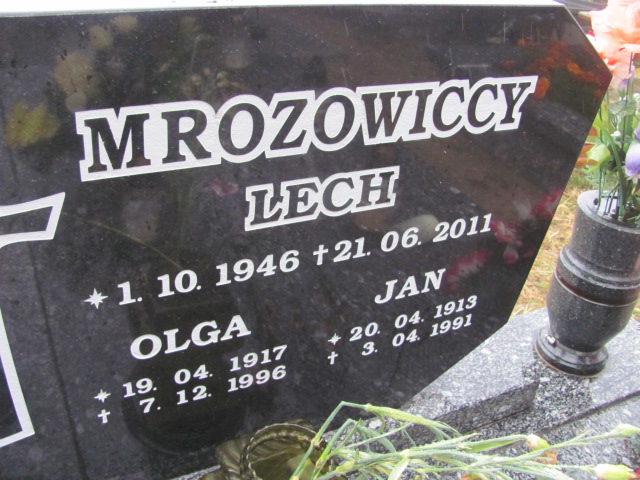 MROZOWICCY
LECH
* 1. 10. 1946 † 21. 06. 2011
OLGA
* 19. 04. 1917
† 7. 12. 1996
JAN
* 20. 04. 1913
† 3. 04. 1991